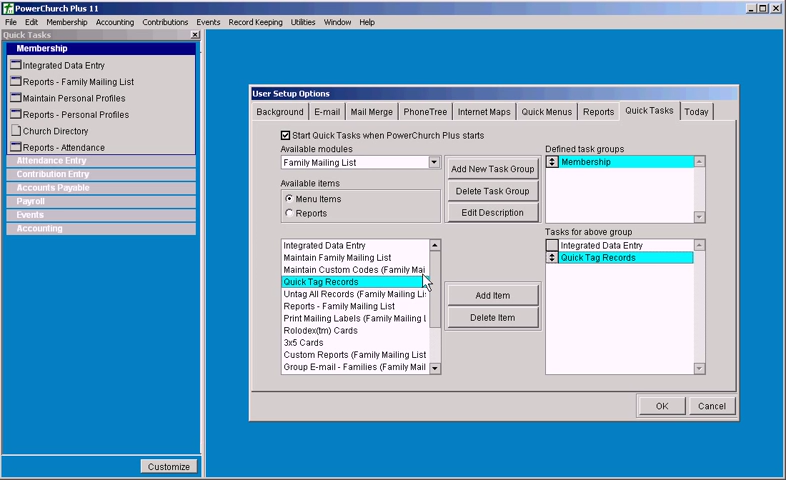 PowerChurch Plus 11
File Edit Membership Accounting Contributions Events Record Keeping Utilities Window Help
Quick Tasks
Membership
Integrated Data Entry
Reports - Family Mailing List
Maintain Personal Profiles
Reports - Personal Profiles
Church Directory
Reports - Attendance
Attendance Entry
Contribution Entry
Accounts Payable
Payroll
Events
Accounting
Customize
User Setup Options
Background E-mail Mail Merge PhoneTree Internet Maps Quick Menus Reports Quick Tasks Today
Start Quick Tasks when PowerChurch Plus starts
Available modules
Family Mailing List
Available items
Menu Items
Reports
Add New Task Group
Delete Task Group
Edit Description
Defined task groups
Membership
Integrated Data Entry
Maintain Family Mailing List
Maintain Custom Codes (Family Mai
Quick Tag Records
Untag All Records (Family Mailing Li
Reports - Family Mailing List
Print Mailing Labels (Family Mailing L
Rolodex(tm) Cards
3x5 Cards
Custom Reports (Family Mailing List
Group E-mail - Families (Family Mail
Add Item
Delete Item
Tasks for above group
Integrated Data Entry
Quick Tag Records
OK Cancel